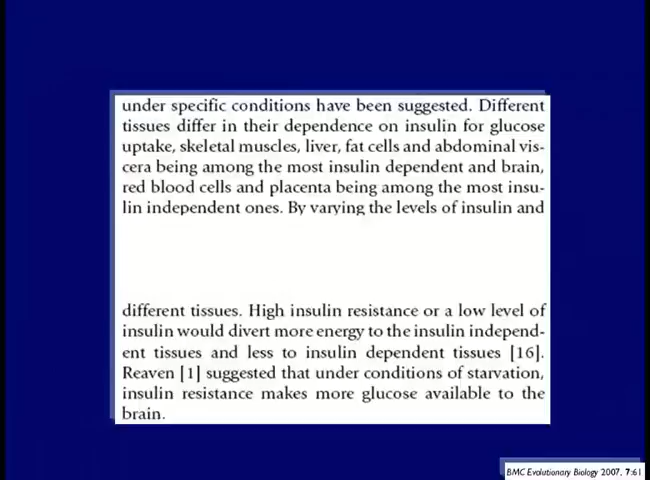 under specific conditions have been suggested. Different
tissues differ in their dependence on insulin for glucose
uptake, skeletal muscles, liver, fat cells and abdominal vis-
cera being among the most insulin dependent and brain,
red blood cells and placenta being among the most insu-
lin independent ones. By varying the levels of insulin and
different tissues. High insulin resistance or a low level of
insulin would divert more energy to the insulin independ-
ent tissues and less to insulin dependent tissues [16].
Reaven [1] suggested that under conditions of starvation,
insulin resistance makes more glucose available to the
brain.
BMC Evolutionary Biology 2007, 7:61